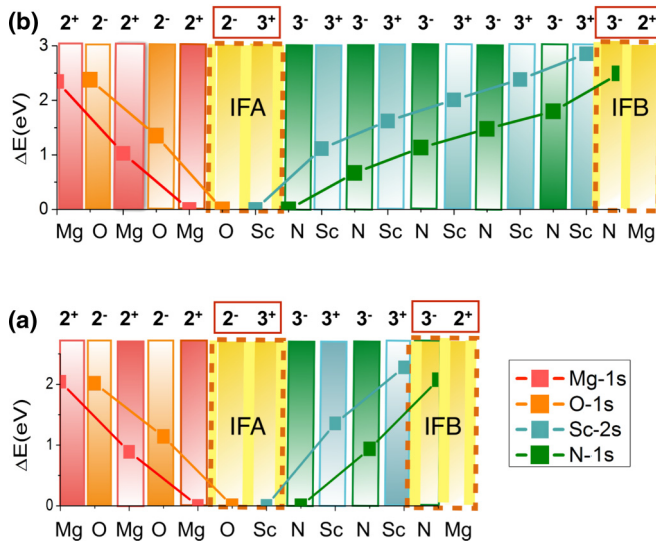 2+ 2- 2+ 2- 2+ 2- 3+ 3- 3+ 3- 3+ 3- 3+ 3- 3+ 3- 3+ 3- 2+
(b)
3
2
1
0
ΔE(eV)
IFA
IFB
Mg O Mg O Mg O Sc N Sc N Sc N Sc N Sc N Sc N Mg
2+ 2- 2+ 2- 2+ 2- 3+ 3- 3+ 3- 3+ 3- 2+
(a)
2
1
0
ΔE(eV)
IFA
IFB
Mg O Mg O Mg O Sc N Sc N Sc N Mg
Mg-1s
O-1s
Sc-2s
N-1s